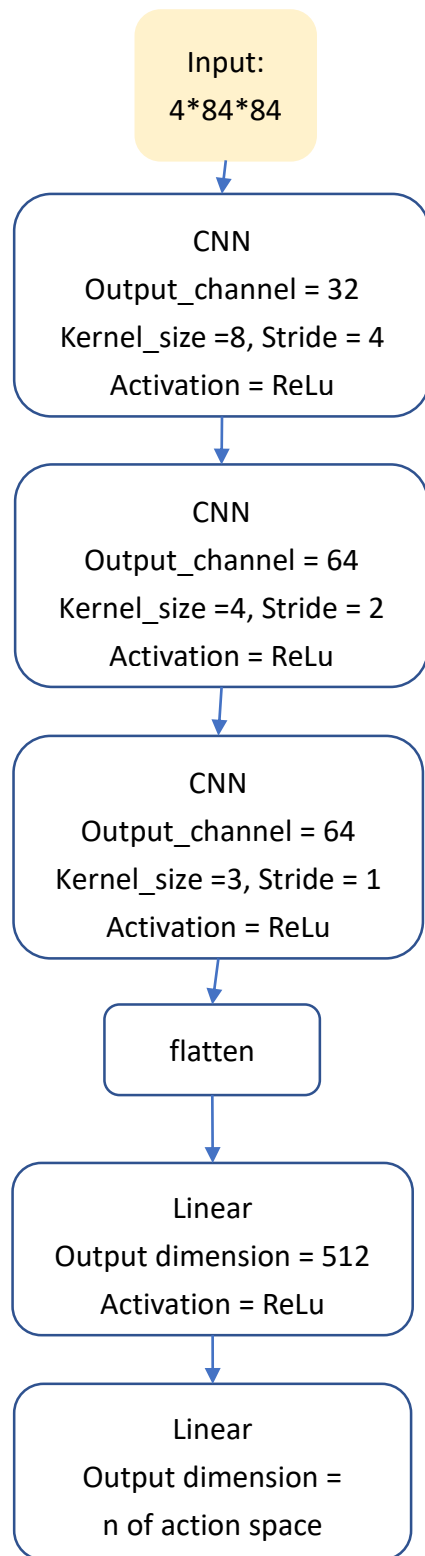 Input:
4*84*84
CNN
Output_channel = 32
Kernel_size =8, Stride = 4
Activation = ReLu
CNN
Output_channel = 64
Kernel_size =4, Stride = 2
Activation = ReLu
CNN
Output_channel = 64
Kernel_size =3, Stride = 1
Activation = ReLu
flatten
Linear
Output dimension = 512
Activation = ReLu
Linear
Output dimension =
n of action space